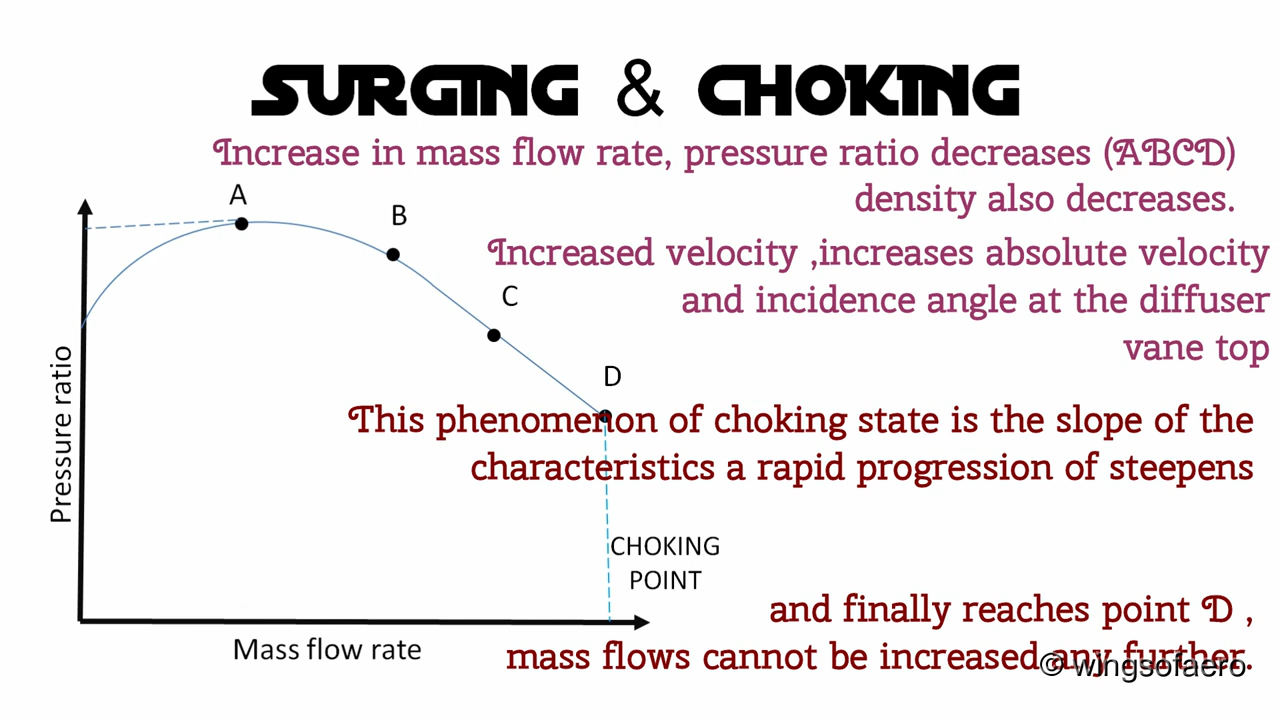 SURGING & CHOKING
Increase in mass flow rate, pressure ratio decreases (ABCD)
density also decreases.
A
B
Increased velocity ,increases absolute velocity
and incidence angle at the diffuser
vane top
C
D
Pressure ratio
This phenomenon of choking state is the slope of the
characteristics a rapid progression of steepens
CHOKING
POINT
and finally reaches point D ,
Mass flow rate
mass flows cannot be increased any further.
© wingsofaero